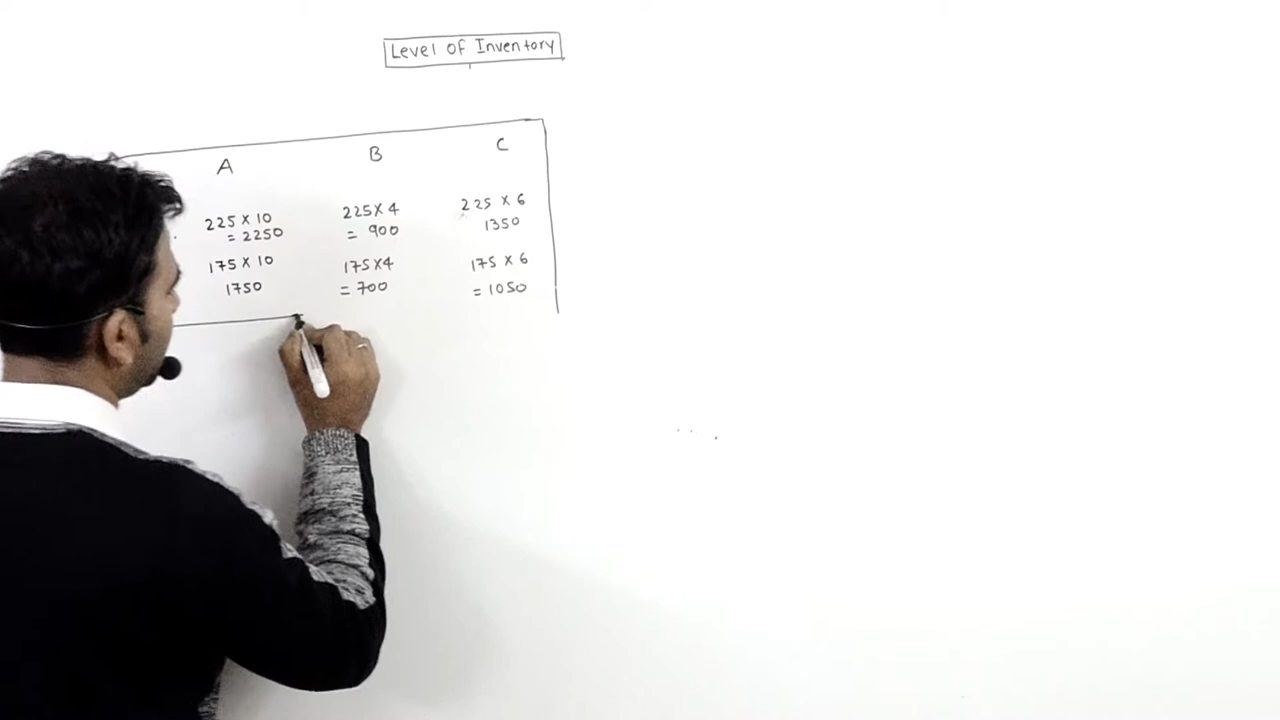 Level of Inventory
A B C
225 X 10 225 X 4 225 X 6
= 2250 = 900 1350
175 X 10 175 X 4 175 X 6
1750 = 700 = 1050